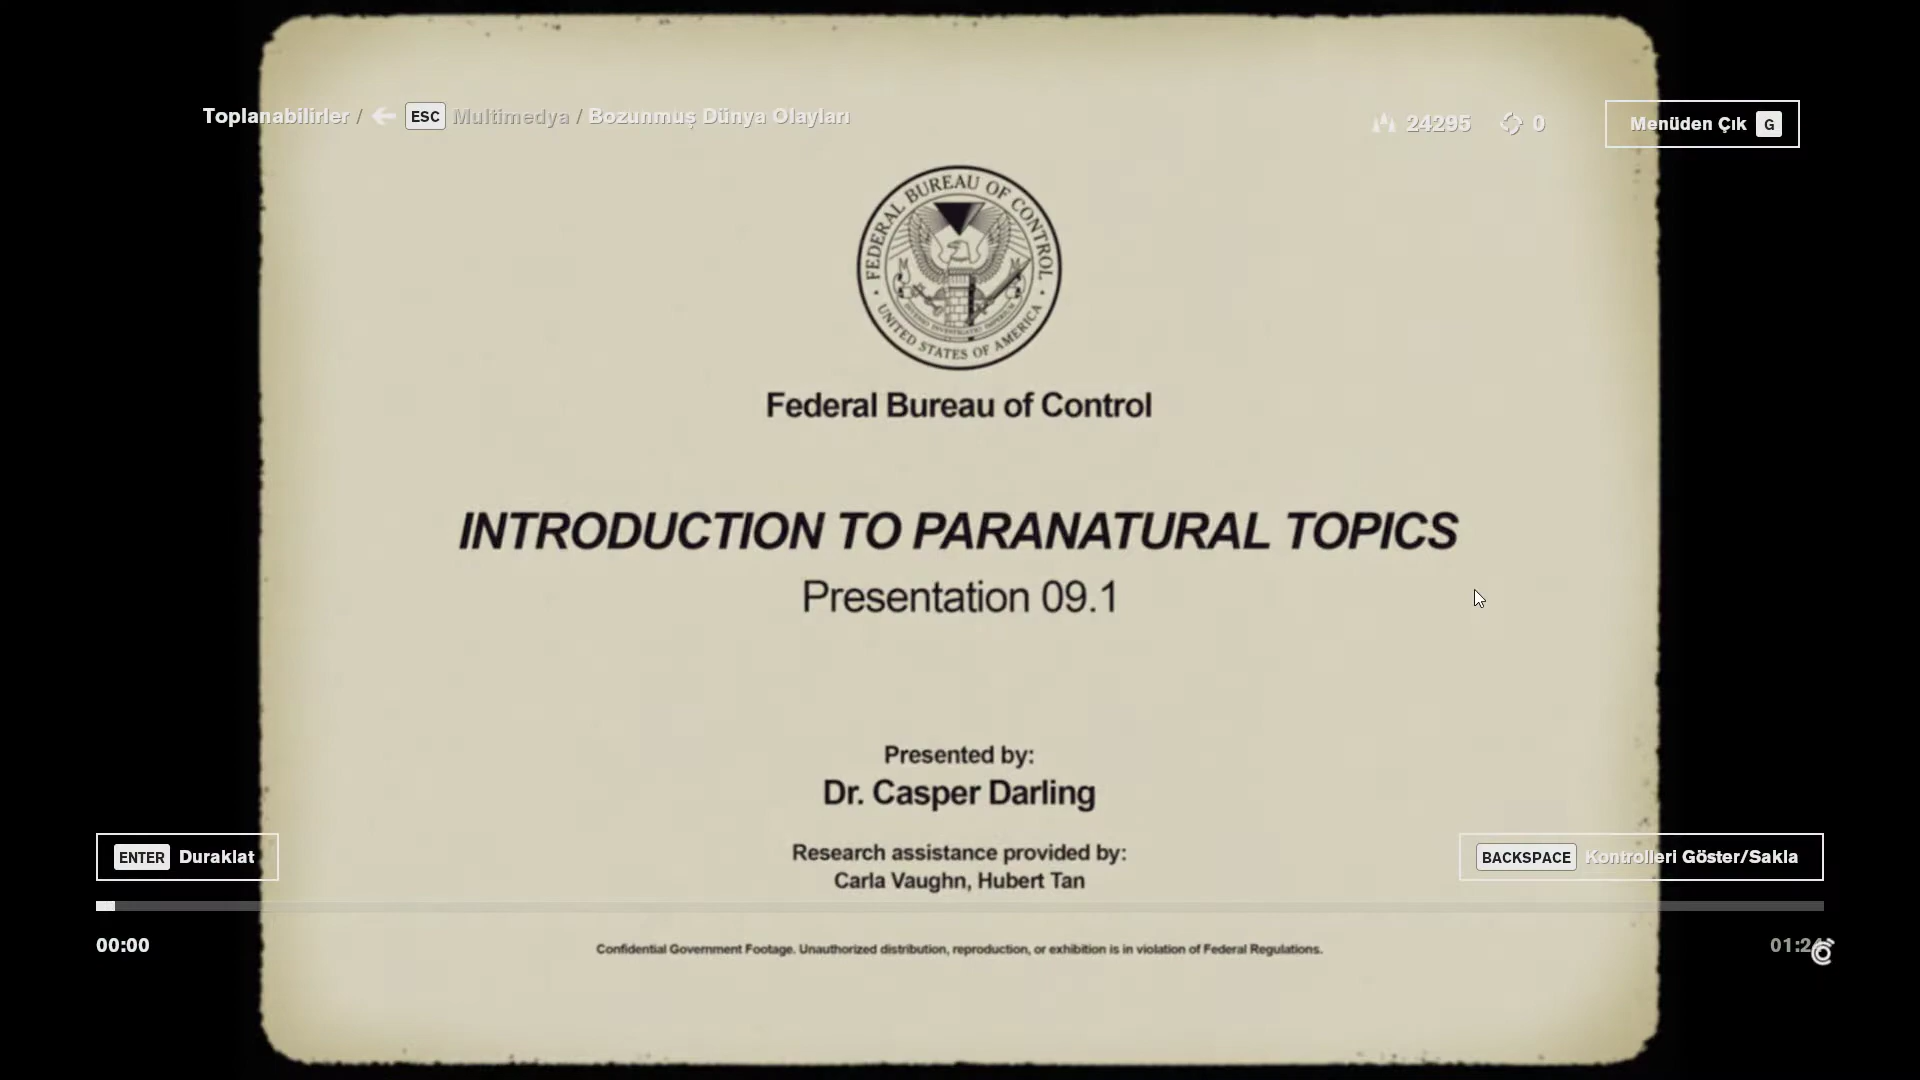 Toplanabilirler / ESC Multimedya / Bozunmuş Dünya Olayları
24295 0
Menüden Çık G
FEDERAL BUREAU OF CONTROL
UNITED STATES OF AMERICA
Federal Bureau of Control
INTRODUCTION TO PARANATURAL TOPICS
Presentation 09.1
Presented by:
Dr. Casper Darling
Research assistance provided by:
Carla Vaughn, Hubert Tan
ENTER Duraklat
BACKSPACE Kontrolleri Göster/Sakla
00:00
Confidential Government Footage. Unauthorized distribution, reproduction, or exhibition is in violation of Federal Regulations.